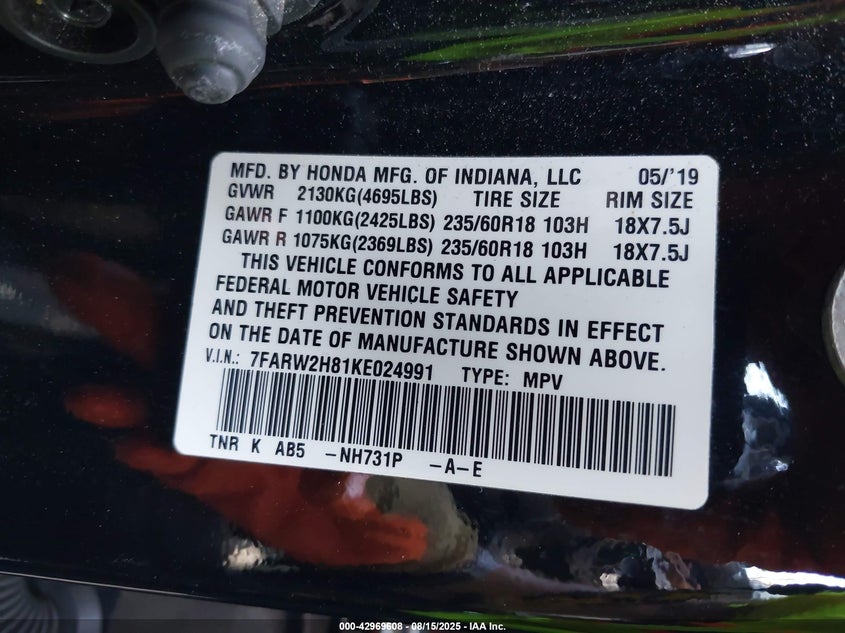 MFD. BY HONDA MFG. OF INDIANA, LLC 05/'19
GVWR 2130KG(4695LBS) TIRE SIZE RIM SIZE
GAWR F 1100KG(2425LBS) 235/60R18 103H 18X7.5J
GAWR R 1075KG(2369LBS) 235/60R18 103H 18X7.5J
THIS VEHICLE CONFORMS TO ALL APPLICABLE
FEDERAL MOTOR VEHICLE SAFETY
AND THEFT PREVENTION STANDARDS IN EFFECT
ON THE DATE OF MANUFACTURE SHOWN ABOVE.
V.I.N.: 7FARW2H81KE024991 TYPE: MPV
TNR K AB5 -NH731P -A-E
000-42969608 - 08/15/2025 - IAA Inc.